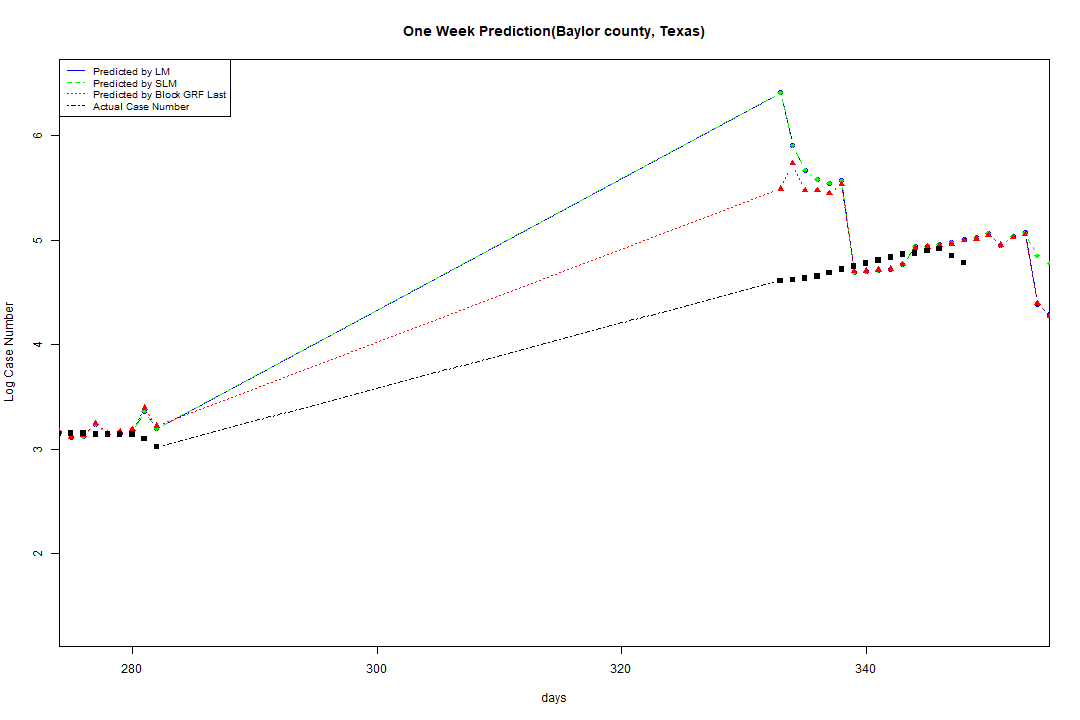 One Week Prediction(Baylor county, Texas)
Predicted by LM
Predicted by SLM
Predicted by Block GRF Last
Actual Case Number
6
5
4
3
2
Log Case Number
280 300 320 340
days